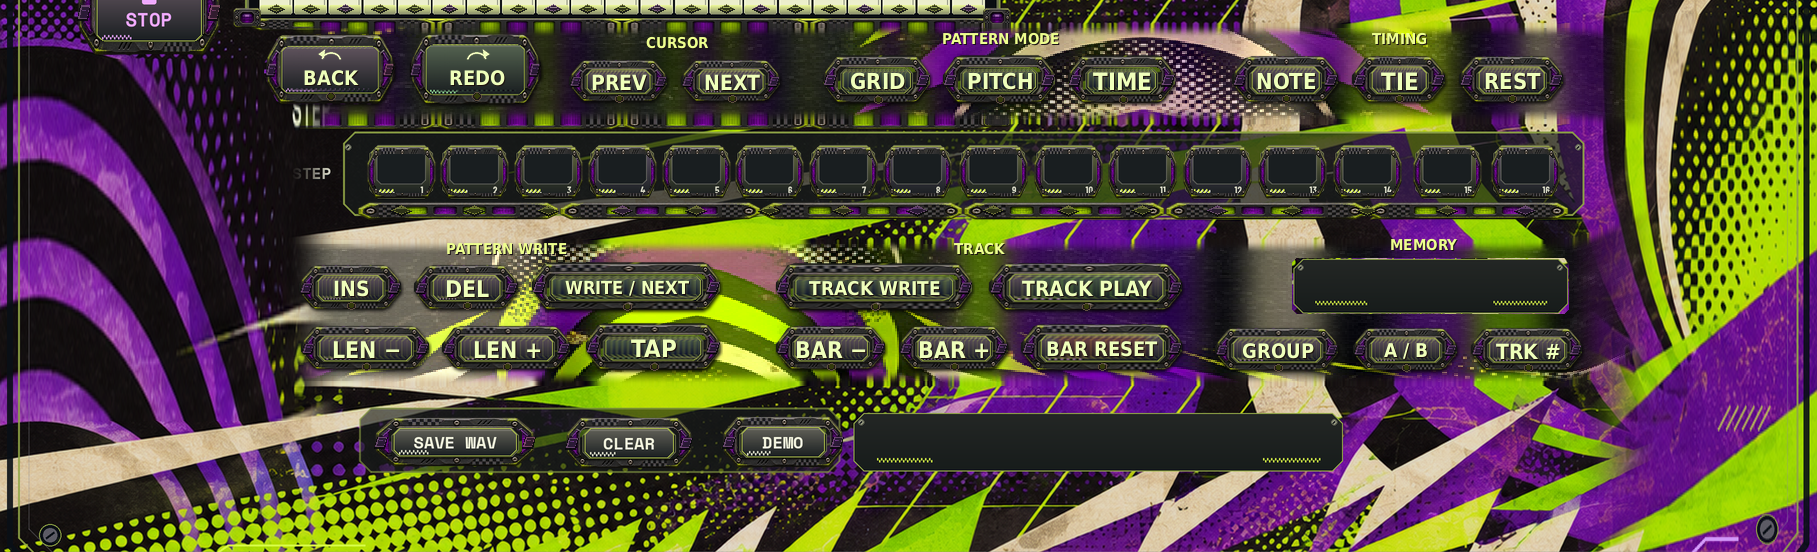 STOP
CURSOR
PATTERN MODE
TIMING
BACK
REDO
PREV
NEXT
GRID
PITCH
TIME
NOTE
TIE
REST
STEP
1
2
3
4
5
6
7
8
9
10
11
12
13
14
15
16
PATTERN WRITE
TRACK
MEMORY
INS
DEL
WRITE / NEXT
TRACK WRITE
TRACK PLAY
LEN −
LEN +
TAP
BAR −
BAR +
BAR RESET
GROUP
A / B
TRK #
SAVE WAV
CLEAR
DEMO